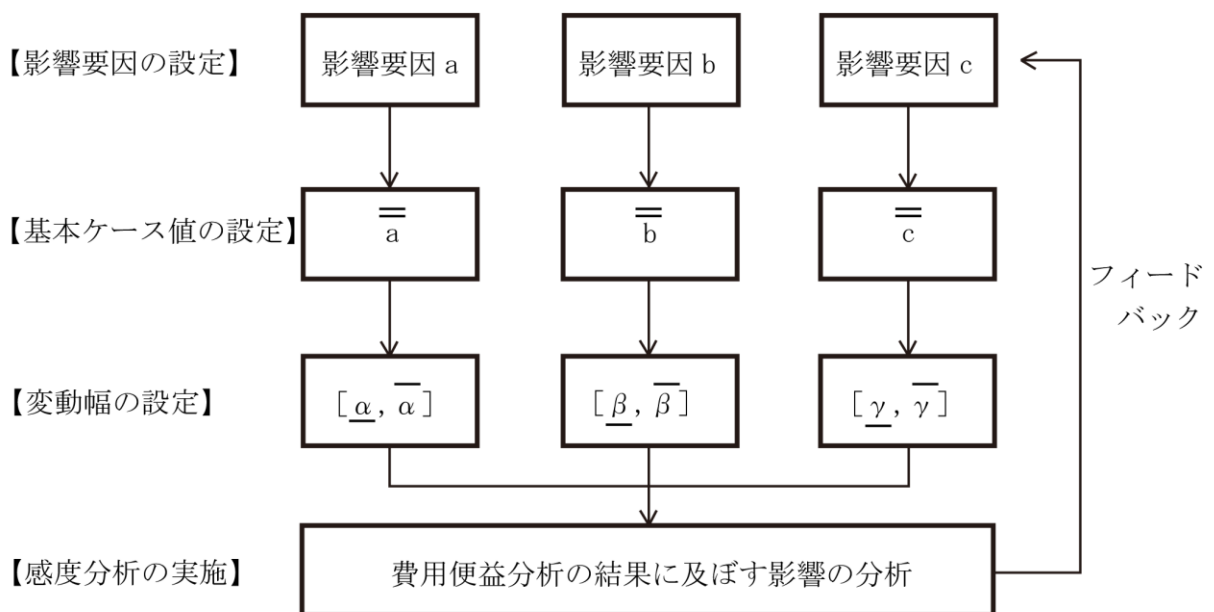 【影響要因の設定】
影響要因 a
影響要因 b
影響要因 c
【基本ケース値の設定】
a̿
b̿
c̿
フィード
バック
【変動幅の設定】
[α̲, α̅]
[β̲, β̅]
[γ̲, γ̅]
【感度分析の実施】
費用便益分析の結果に及ぼす影響の分析